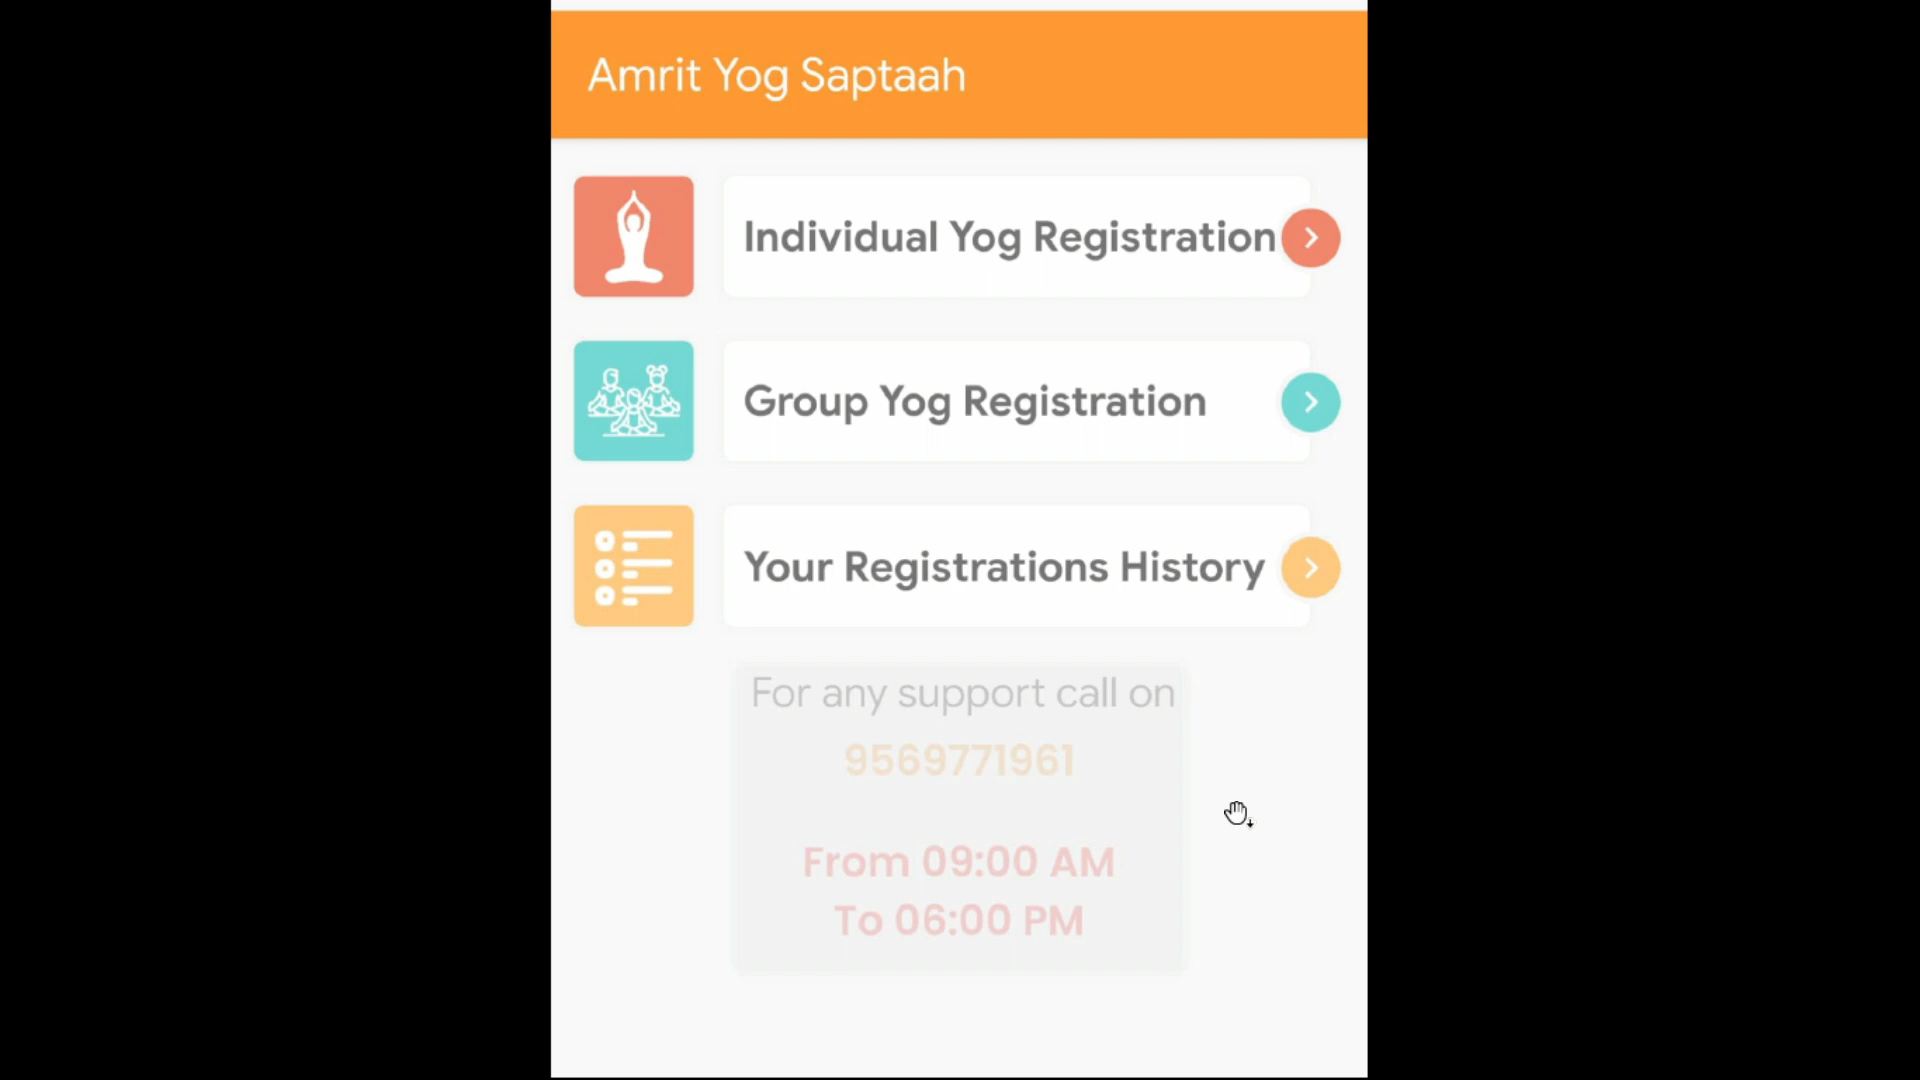 Amrit Yog Saptaah
Individual Yog Registration
Group Yog Registration
Your Registrations History
For any support call on
9569771961
From 09:00 AM
To 06:00 PM